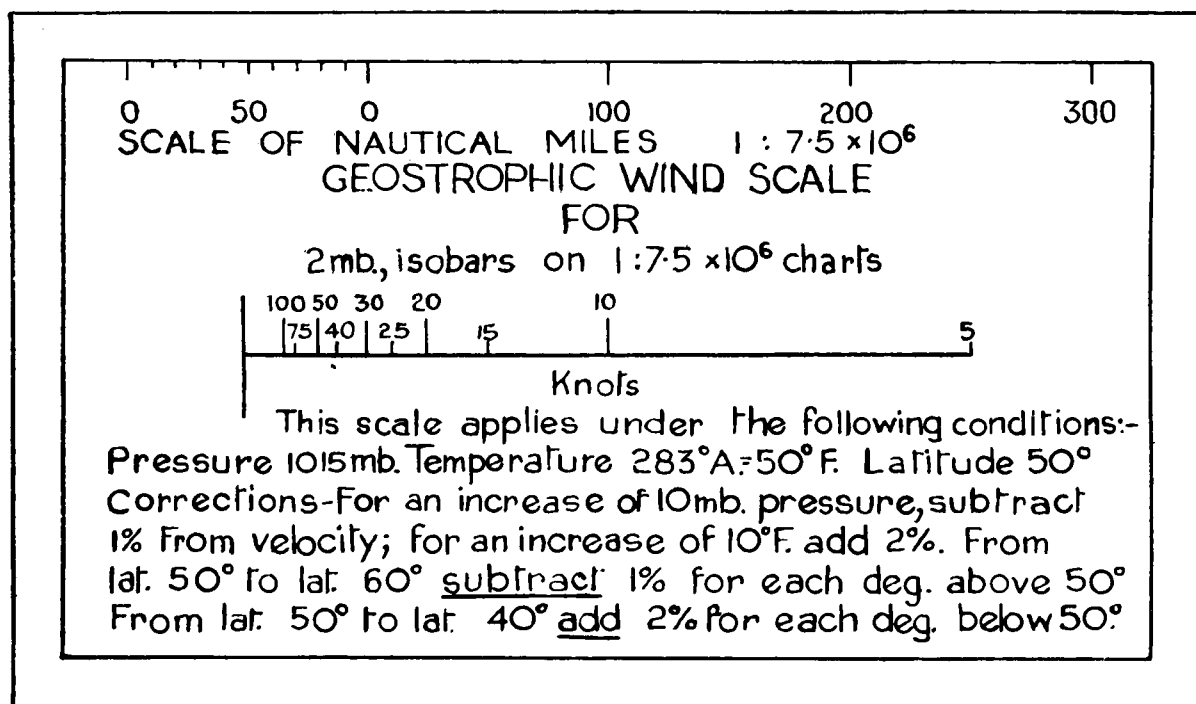 0 50 0 100 200 300
SCALE OF NAUTICAL MILES 1 : 7·5 ×10⁶
GEOSTROPHIC WIND SCALE
FOR
2mb., isobars on 1:7·5 ×10⁶ charts
100 50 30 20 10
75 40 25 15 5
Knots
This scale applies under the following conditions:-
Pressure 1015mb. Temperature 283°A.=50°F. Latitude 50°
Corrections-For an increase of 10mb. pressure, subtract
1% From velocity; for an increase of 10°F. add 2%. From
lat. 50° to lat. 60° subtract 1% for each deg. above 50°
From lat. 50° to lat. 40° add 2% for each deg. below 50°.